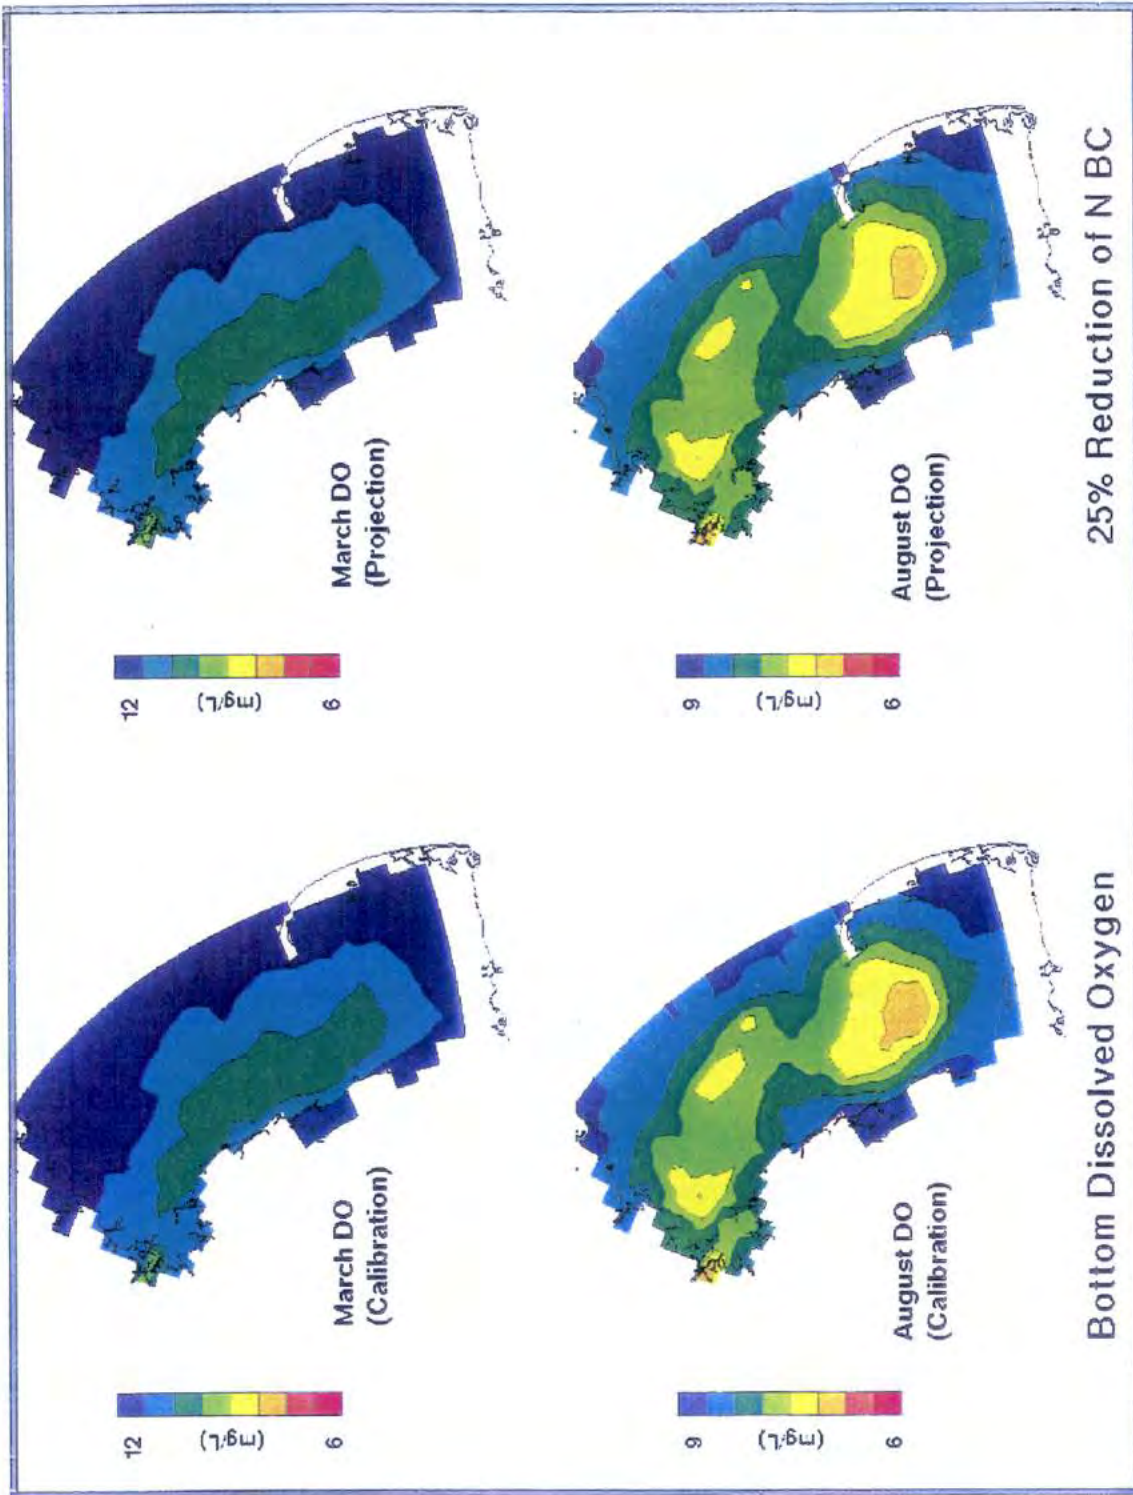 12
(mg/L)
6
March DO
(Calibration)
12
(mg/L)
6
March DO
(Projection)
9
(mg/L)
6
August DO
(Calibration)
9
(mg/L)
6
August DO
(Projection)
Bottom Dissolved Oxygen
25% Reduction of N BC